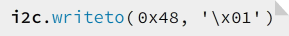 i2c.writeto(0x48, '\x01')